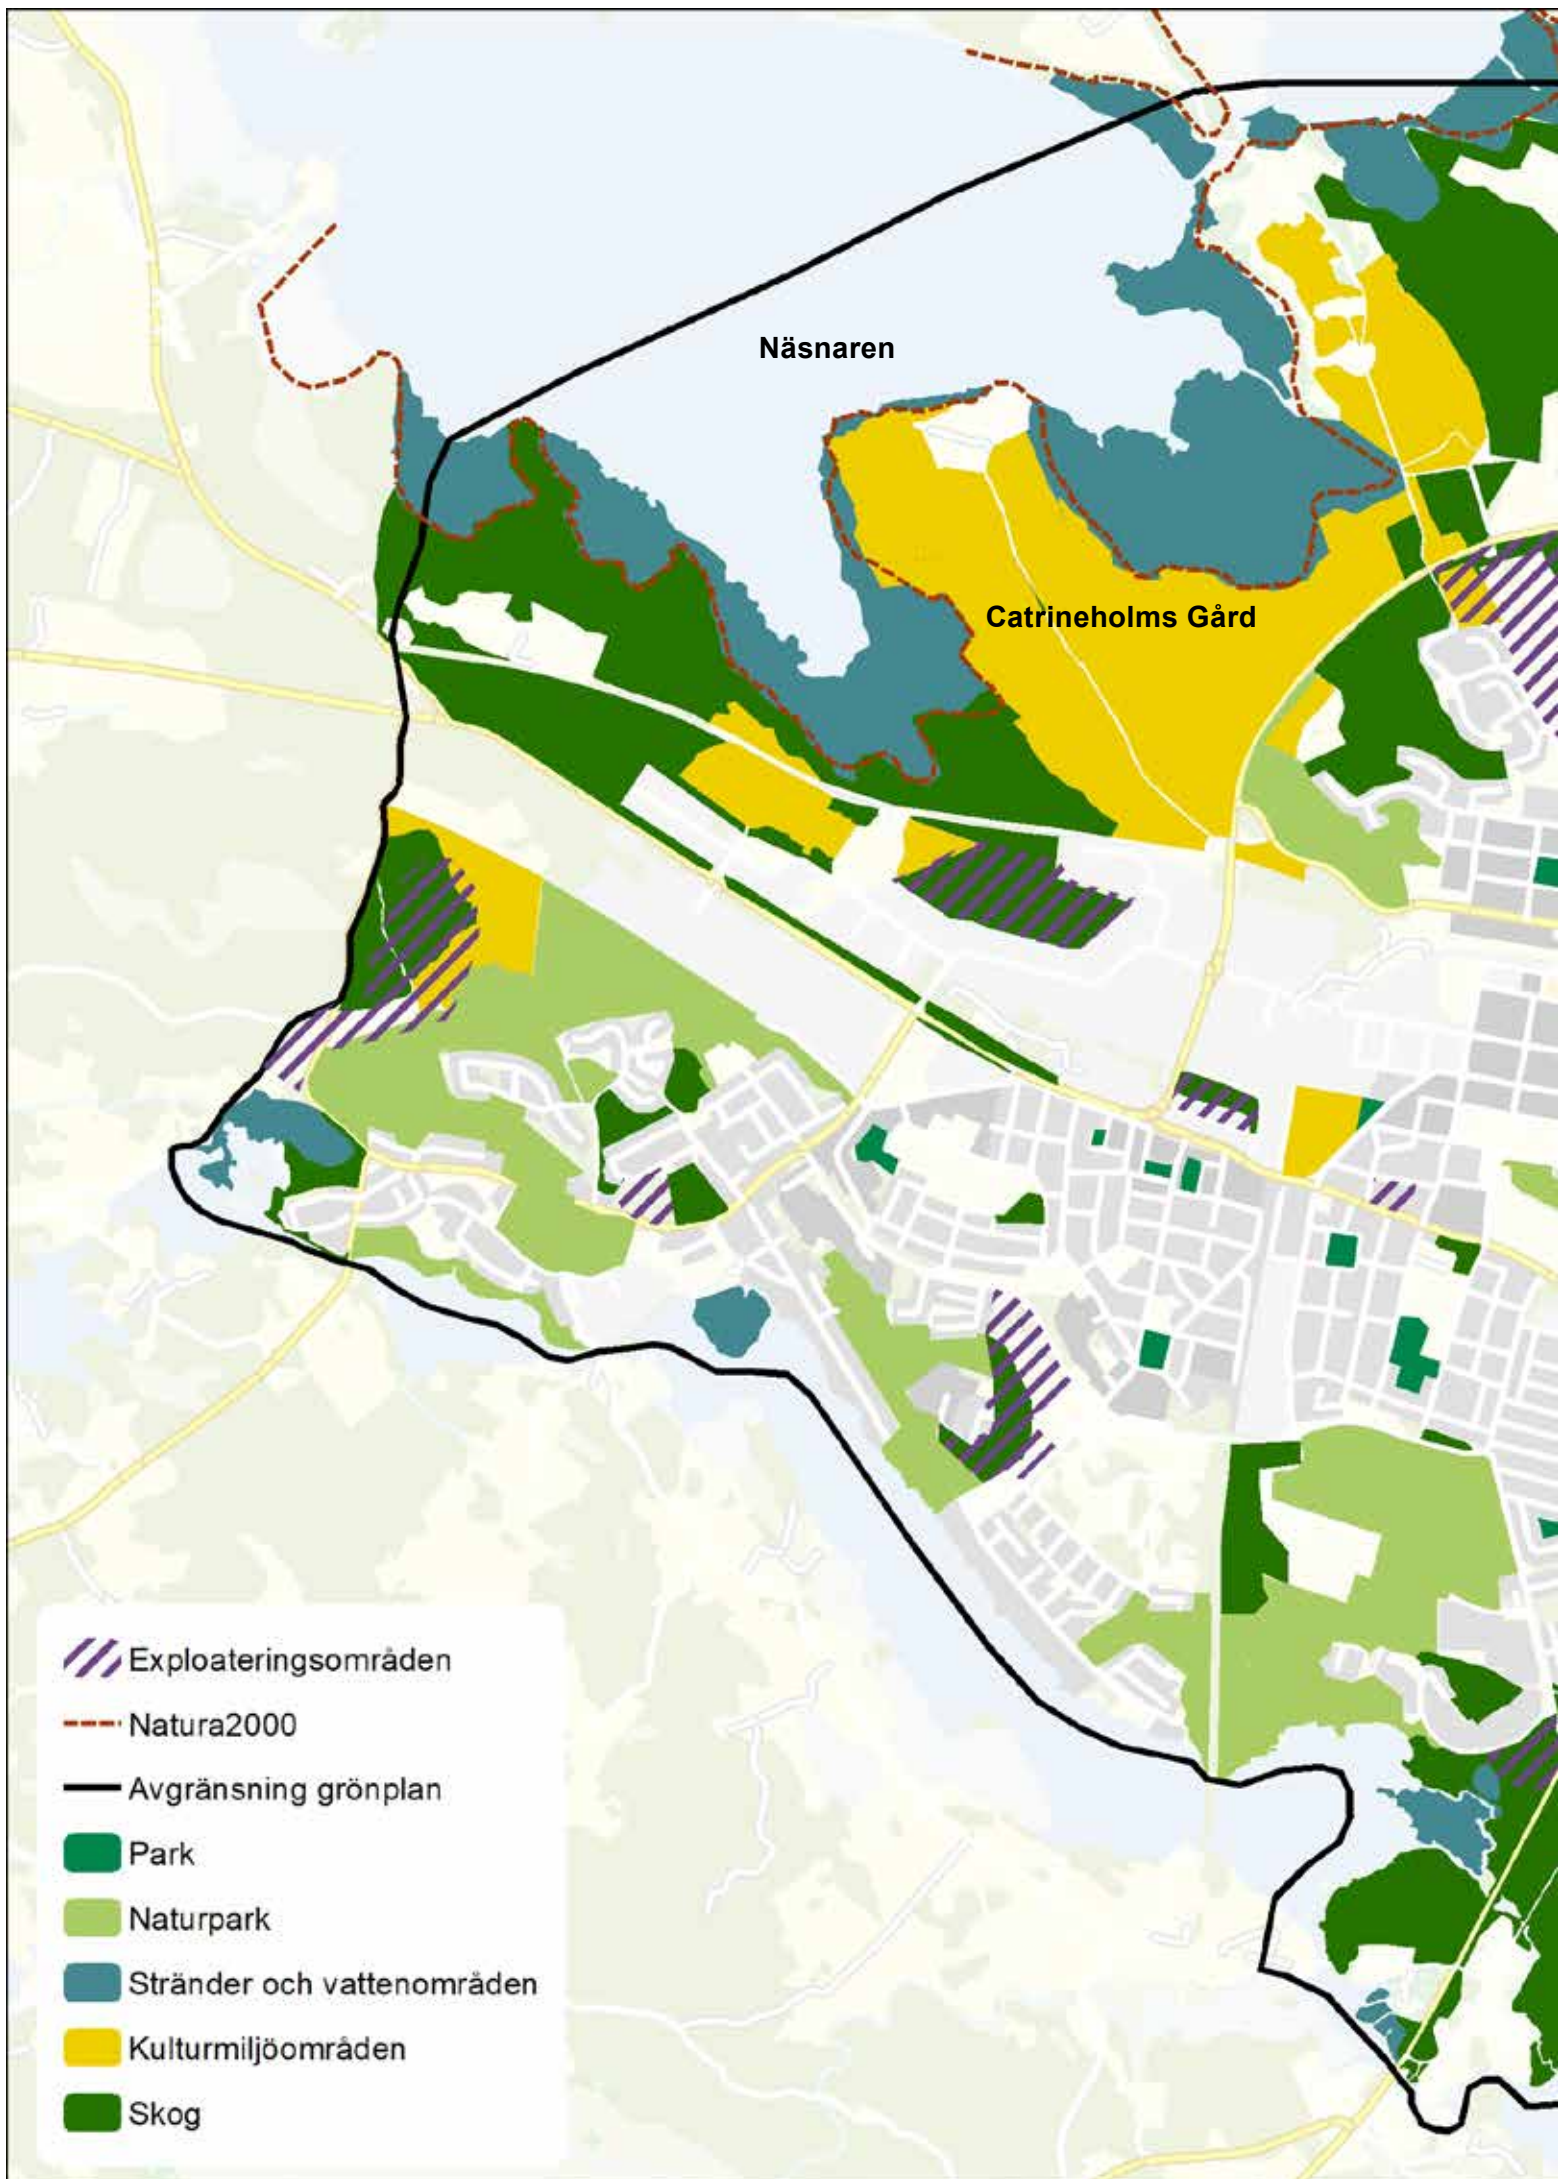 Näsnaren
Catrineholms Gård
Exploateringsområden
Natura2000
Avgränsning grönplan
Park
Naturpark
Stränder och vattenområden
Kulturmiljöområden
Skog